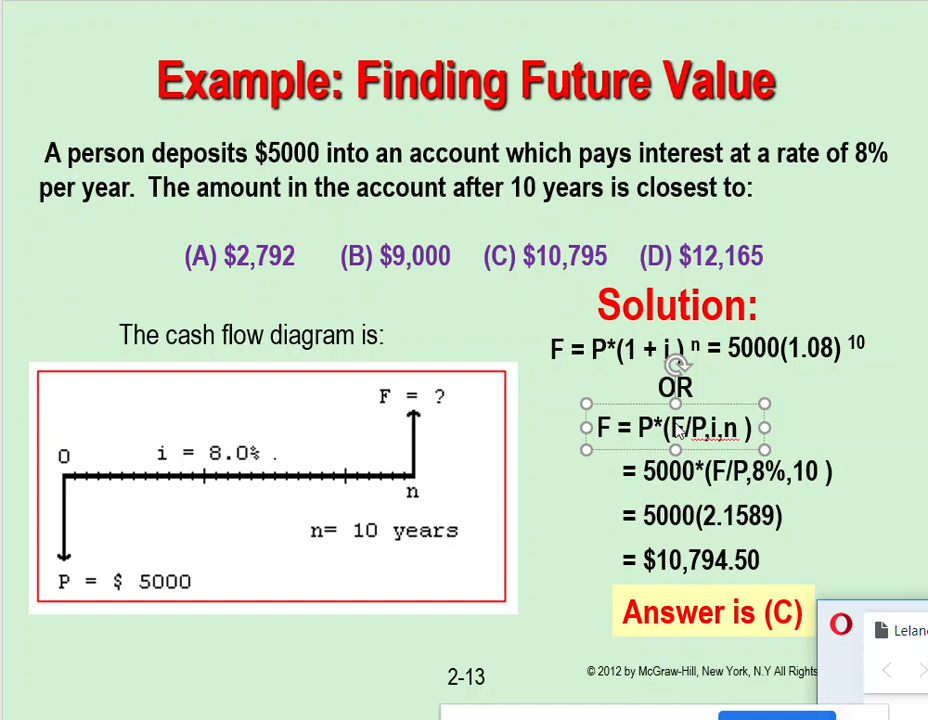 Example: Finding Future Value
A person deposits $5000 into an account which pays interest at a rate of 8%
per year. The amount in the account after 10 years is closest to:
(A) $2,792 (B) $9,000 (C) $10,795 (D) $12,165
Solution:
The cash flow diagram is:
F = P*(1 + i ) n = 5000(1.08) 10
OR
F = P*(F/P,i,n )
= 5000*(F/P,8%,10 )
= 5000(2.1589)
= $10,794.50
Answer is (C)
F = ?
0
i = 8.0% .
n
n= 10 years
P = $ 5000
Lelan
2-13
© 2012 by McGraw-Hill, New York, N.Y All Rights